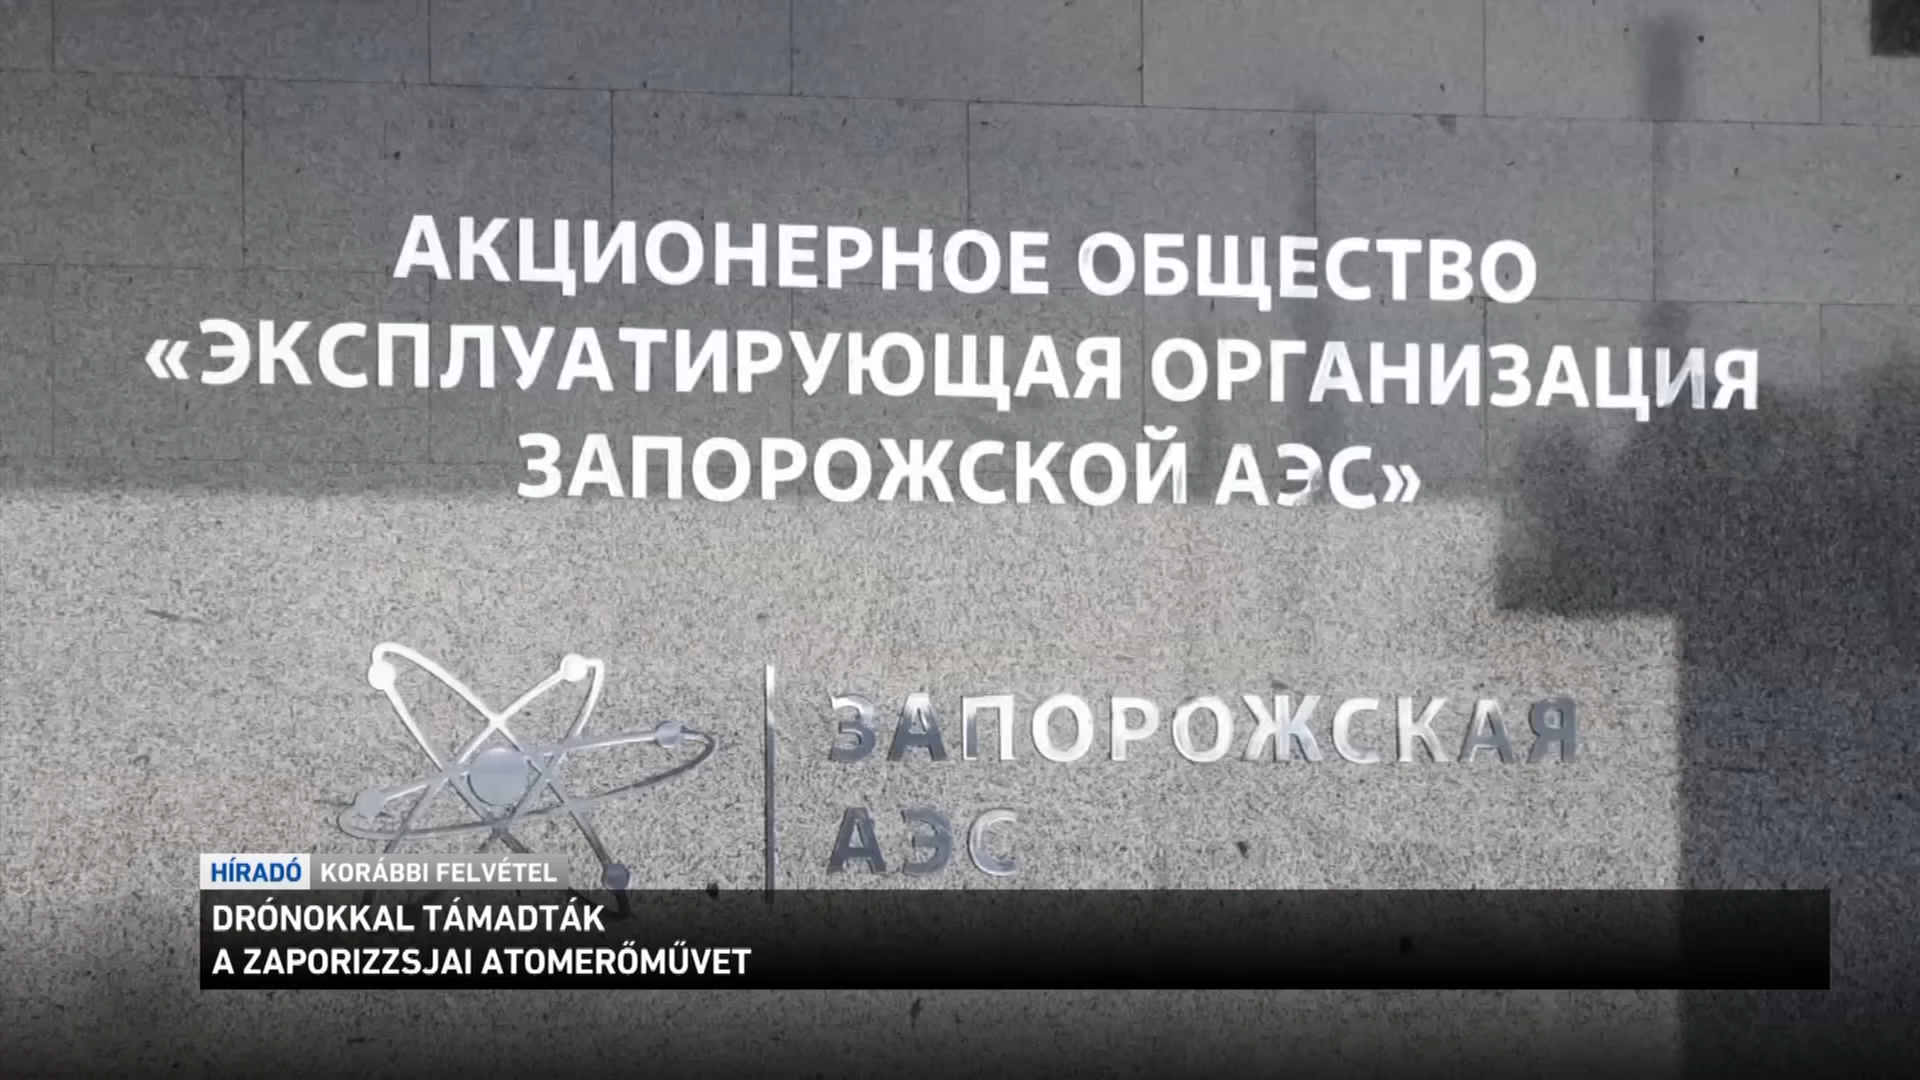 АКЦИОНЕРНОЕ ОБЩЕСТВО
«ЭКСПЛУАТИРУЮЩАЯ ОРГАНИЗАЦИЯ
ЗАПОРОЖСКОЙ АЭС»
ЗАПОРОЖСКАЯ
АЭС
HÍRADÓ KORÁBBI FELVÉTEL
DRÓNOKKAL TÁMADTÁK
A ZAPORIZZSJAI ATOMERŐMŰVET